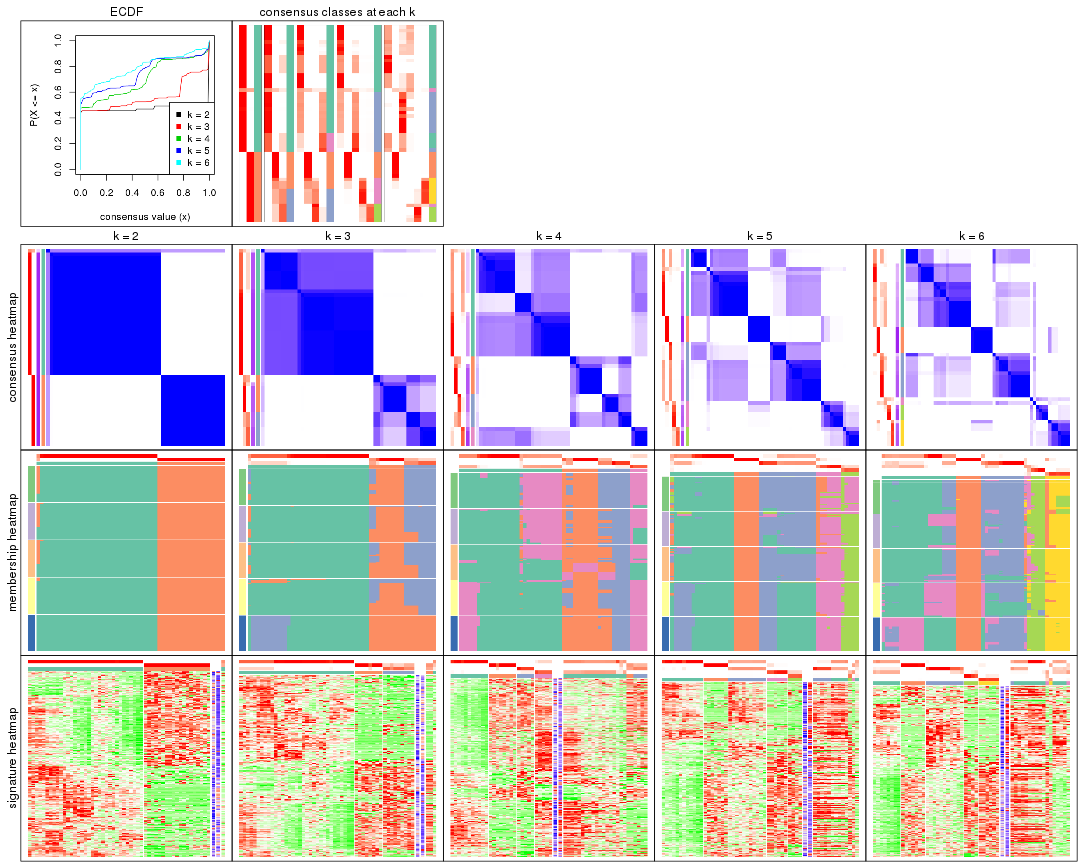 ECDF
consensus classes at each k
P(X <= x)
0.0 0.2 0.4 0.6 0.8 1.0
k = 2
k = 3
k = 4
k = 5
k = 6
0.0 0.2 0.4 0.6 0.8 1.0
consensus value (x)
k = 2 k = 3 k = 4 k = 5 k = 6
consensus heatmap
membership heatmap
signature heatmap